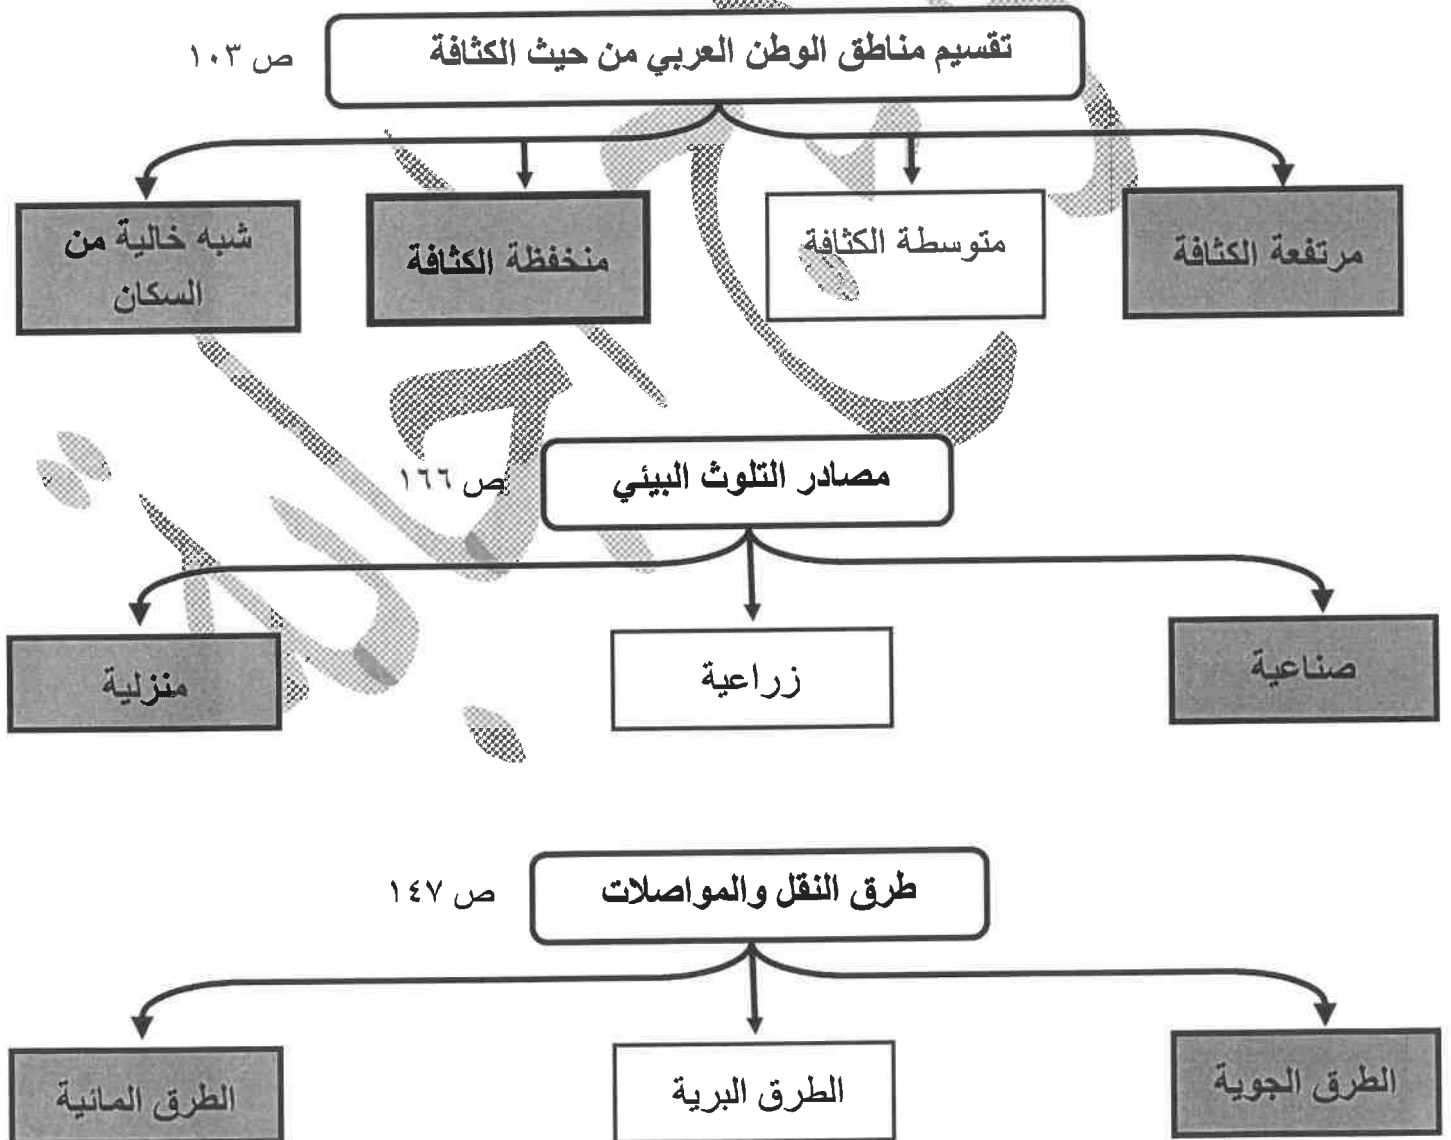 تقسيم مناطق الوطن العربي من حيث الكثافة
ص ١٠٣
مرتفعة الكثافة
متوسطة الكثافة
منخفظة الكثافة
شبه خالية من
السكان
مصادر التلوث البيئي
ص ١٦٦
صناعية
زراعية
منزلية
طرق النقل والمواصلات
ص ١٤٧
الطرق الجوية
الطرق البرية
الطرق المائية